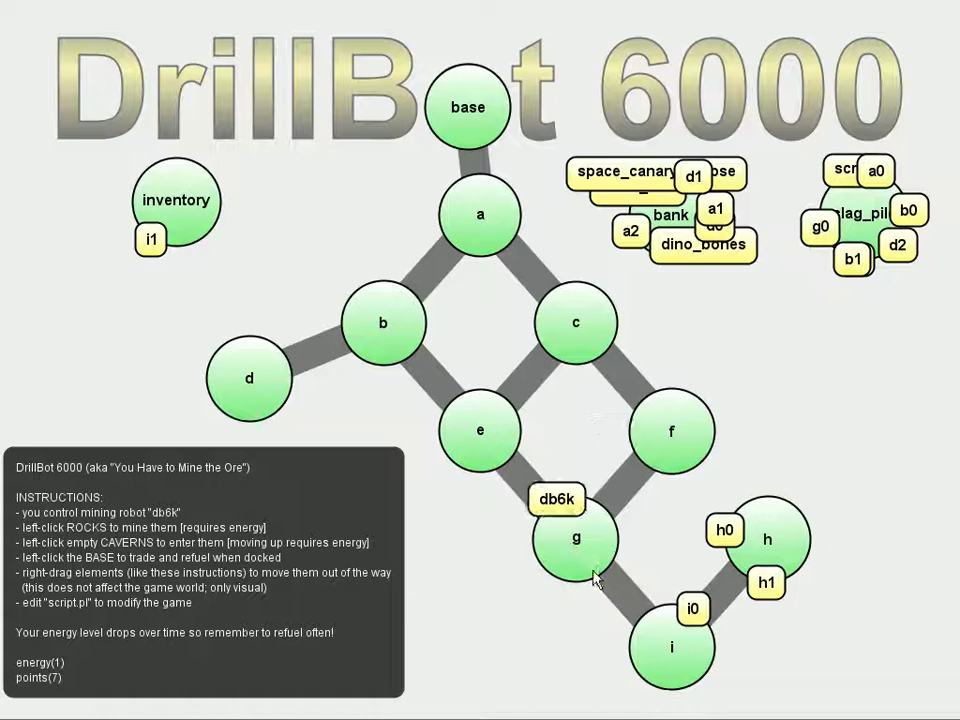 DrillBot 6000
base
inventory
i1
space_canary
ose
d1
bank
a1
a2
dino_bones
scr
a0
slag_pil
b0
g0
d2
b1
a
b
c
d
e
f
db6k
g
h0
h
h1
i0
i
DrillBot 6000 (aka "You Have to Mine the Ore")
INSTRUCTIONS:
- you control mining robot "db6k"
- left-click ROCKS to mine them [requires energy]
- left-click empty CAVERNS to enter them [moving up requires energy]
- left-click the BASE to trade and refuel when docked
- right-drag elements (like these instructions) to move them out of the way
(this does not affect the game world; only visual)
- edit "script.pl" to modify the game
Your energy level drops over time so remember to refuel often!
energy(1)
points(7)